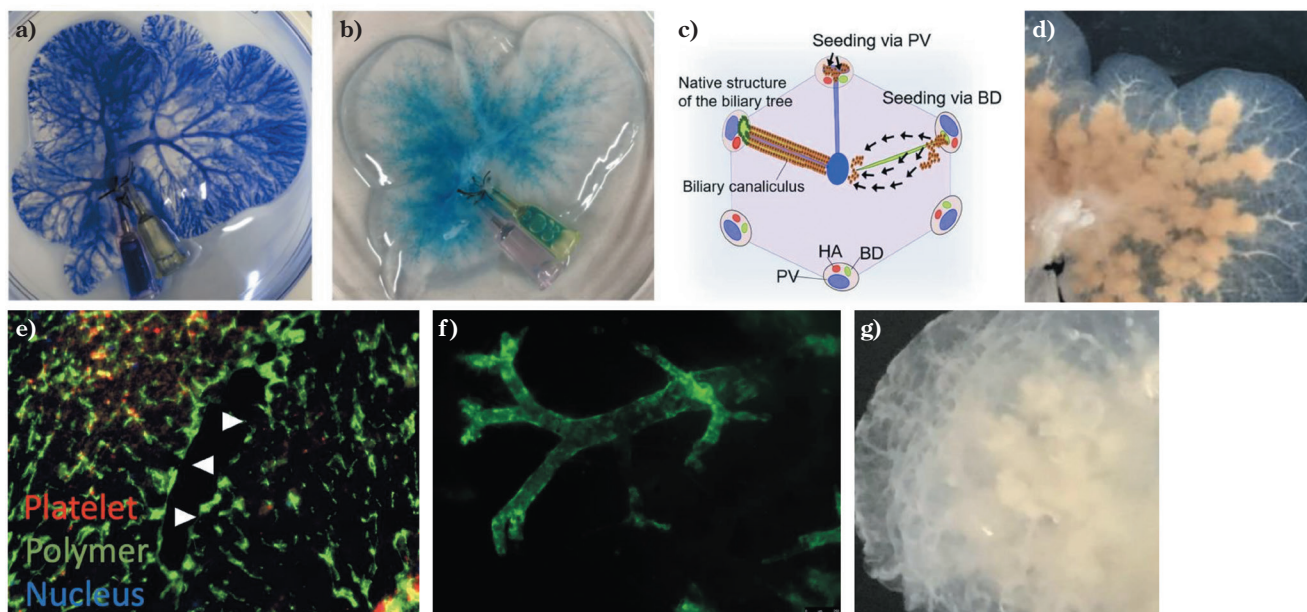 a)
b)
c)
Seeding via PV
Native structure
of the biliary tree
Seeding via BD
Biliary canaliculus
HA
BD
PV
d)
e)
Platelet
Polymer
Nucleus
f)
g)